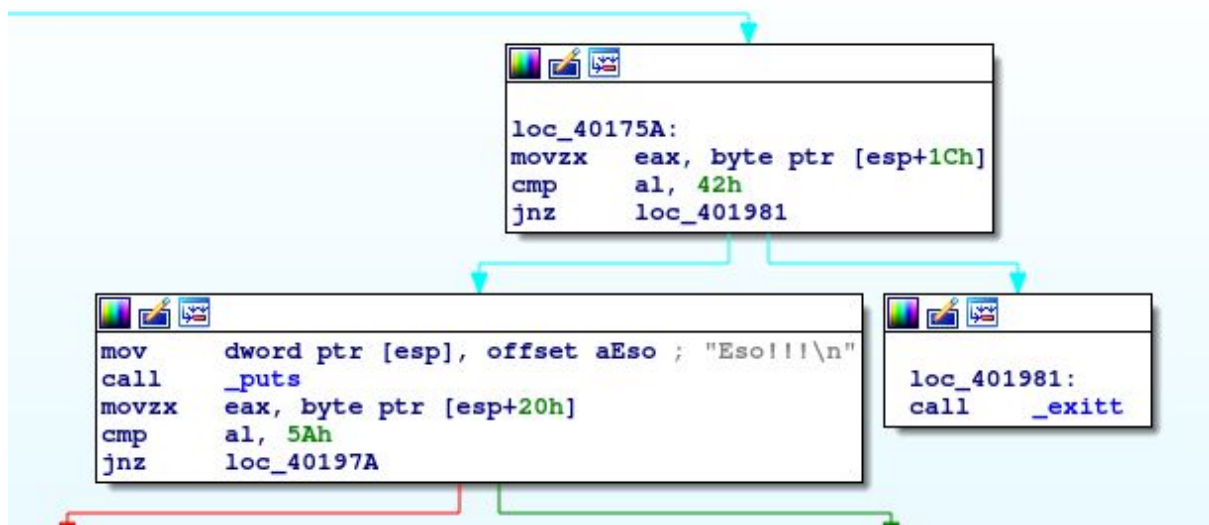 loc_40175A:
movzx eax, byte ptr [esp+1Ch]
cmp al, 42h
jnz loc_401981
mov dword ptr [esp], offset aEso ; "Eso!!!\n"
call _puts
movzx eax, byte ptr [esp+20h]
cmp al, 5Ah
jnz loc_40197A
loc_401981:
call _exitt